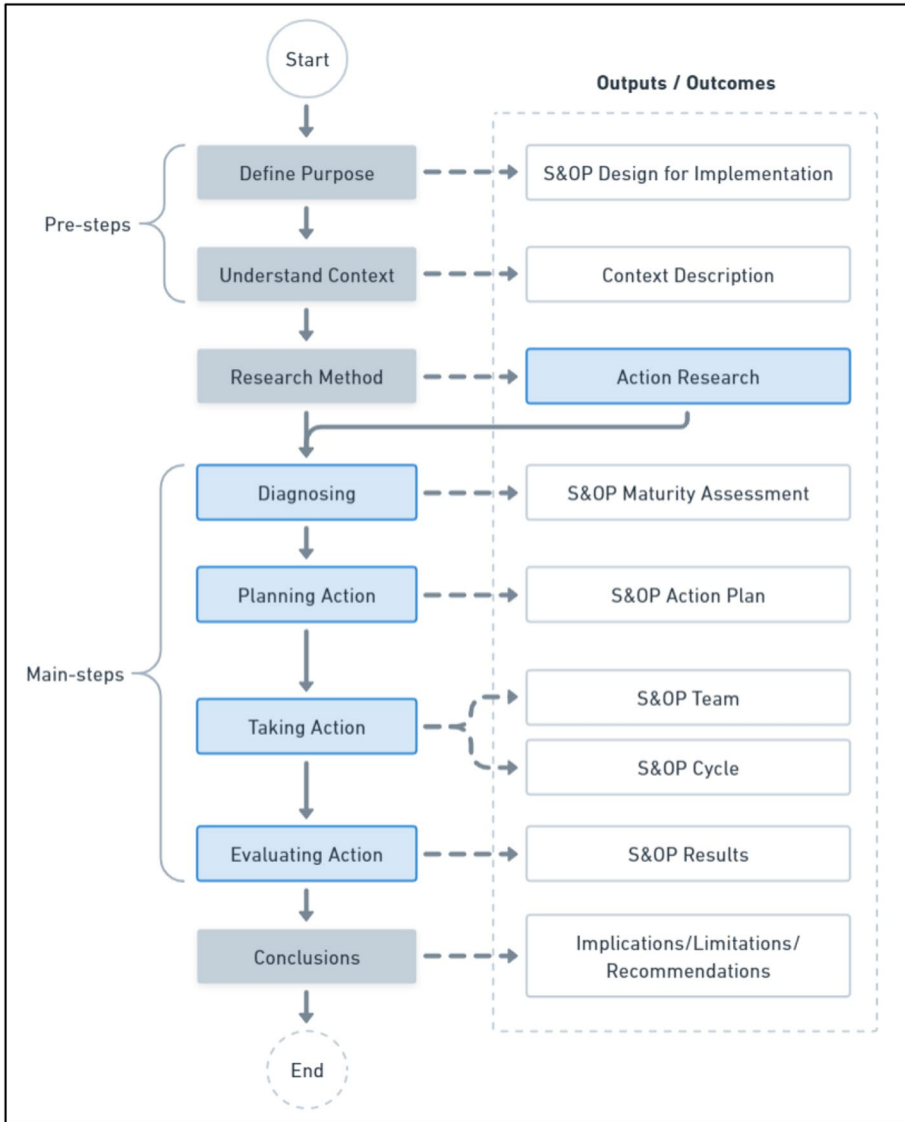 Start
Outputs / Outcomes
Define Purpose
S&OP Design for Implementation
Pre-steps
Understand Context
Context Description
Research Method
Action Research
Diagnosing
S&OP Maturity Assessment
Planning Action
S&OP Action Plan
Main-steps
Taking Action
S&OP Team
S&OP Cycle
Evaluating Action
S&OP Results
Conclusions
Implications/Limitations/
Recommendations
End